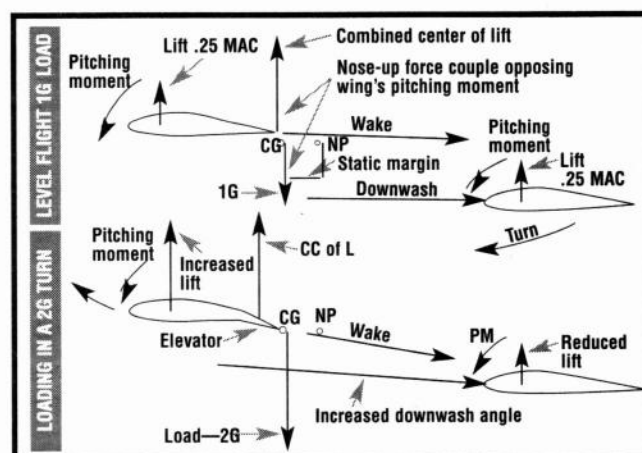 LEVEL FLIGHT 1G LOAD
Pitching
moment
Lift .25 MAC
Combined center of lift
Nose-up force couple opposing
wing's pitching moment
Wake
CG
NP
Static margin
1G
Downwash
Pitching
moment
Lift
.25 MAC
Turn
LOADING IN A 2G TURN
Pitching
moment
Increased
lift
CC of L
CG
NP
Elevator
Wake
PM
Reduced
lift
Increased downwash angle
Load—2G